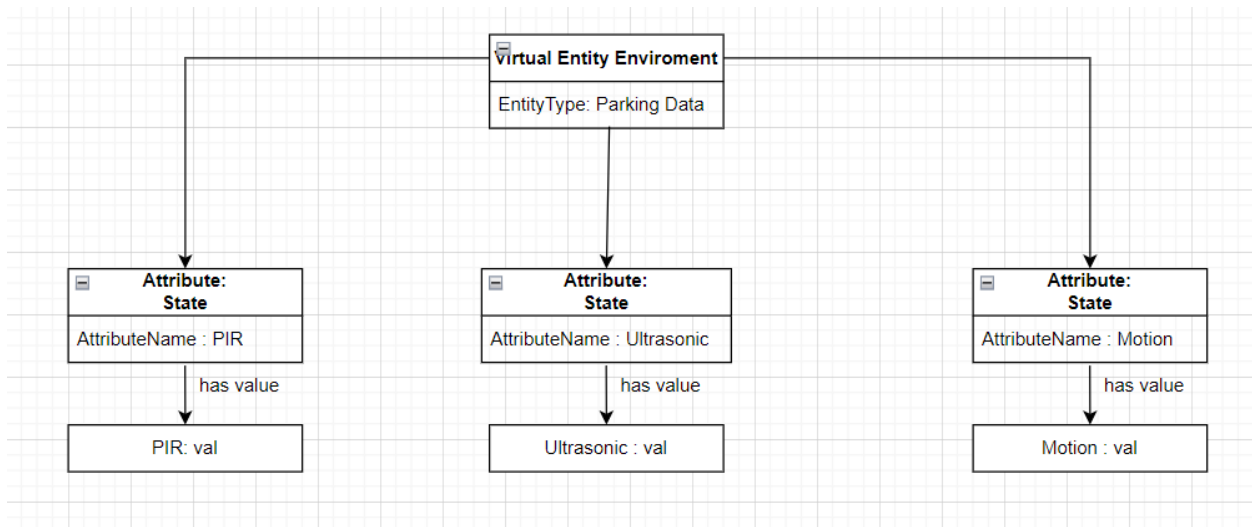 Virtual Entity Enviroment
EntityType: Parking Data
Attribute:
State
AttributeName : PIR
has value
PIR: val
Attribute:
State
AttributeName : Ultrasonic
has value
Ultrasonic : val
Attribute:
State
AttributeName : Motion
has value
Motion : val